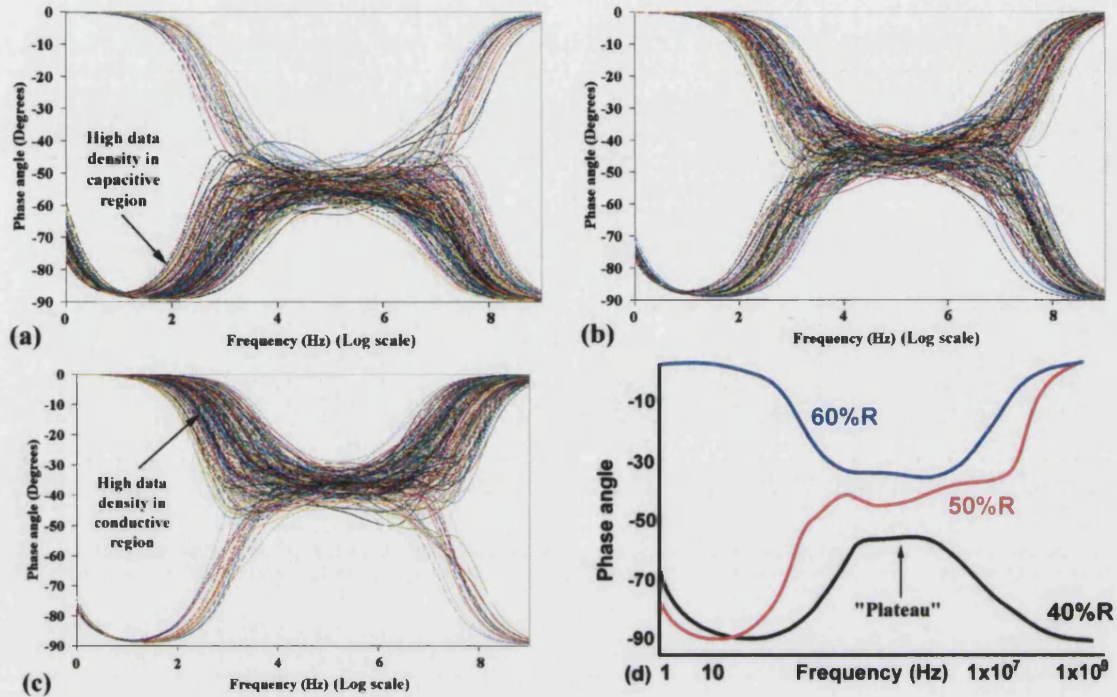 0
-10
-20
-30
-40
-50
-60
-70
-80
-90
Phase angle (Degrees)
High data
density in
capacitive
region
0
2
4
6
8
Frequency (Hz) (Log scale)
(a)
0
-10
-20
-30
-40
-50
-60
-70
-80
-90
Phase angle (Degrees)
0
2
4
6
8
Frequency (Hz) (Log scale)
(b)
0
-10
-20
-30
-40
-50
-60
-70
-80
-90
Phase angle (Degrees)
High data
density in
conductive
region
0
2
4
6
8
Frequency (Hz) (Log scale)
(c)
-10
-30
-50
-70
-90
Phase angle
60%R
50%R
"Plateau"
40%R
(d)
1
10
Frequency (Hz)
1x10⁷
1x10⁹